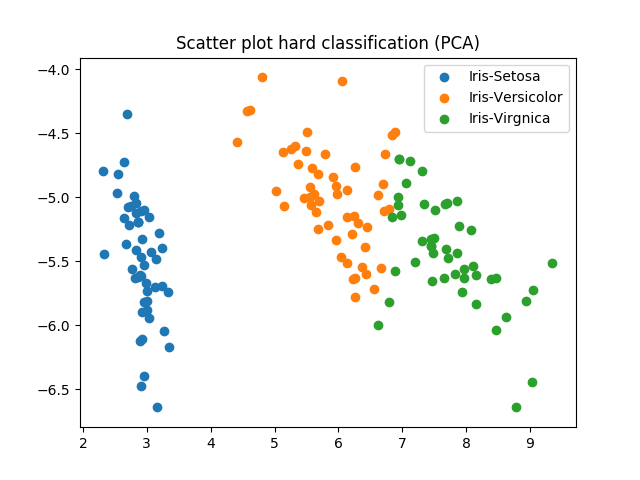 Scatter plot hard classification (PCA)
Iris-Setosa
Iris-Versicolor
Iris-Virgnica
−4.0
−4.5
−5.0
−5.5
−6.0
−6.5
2 3 4 5 6 7 8 9